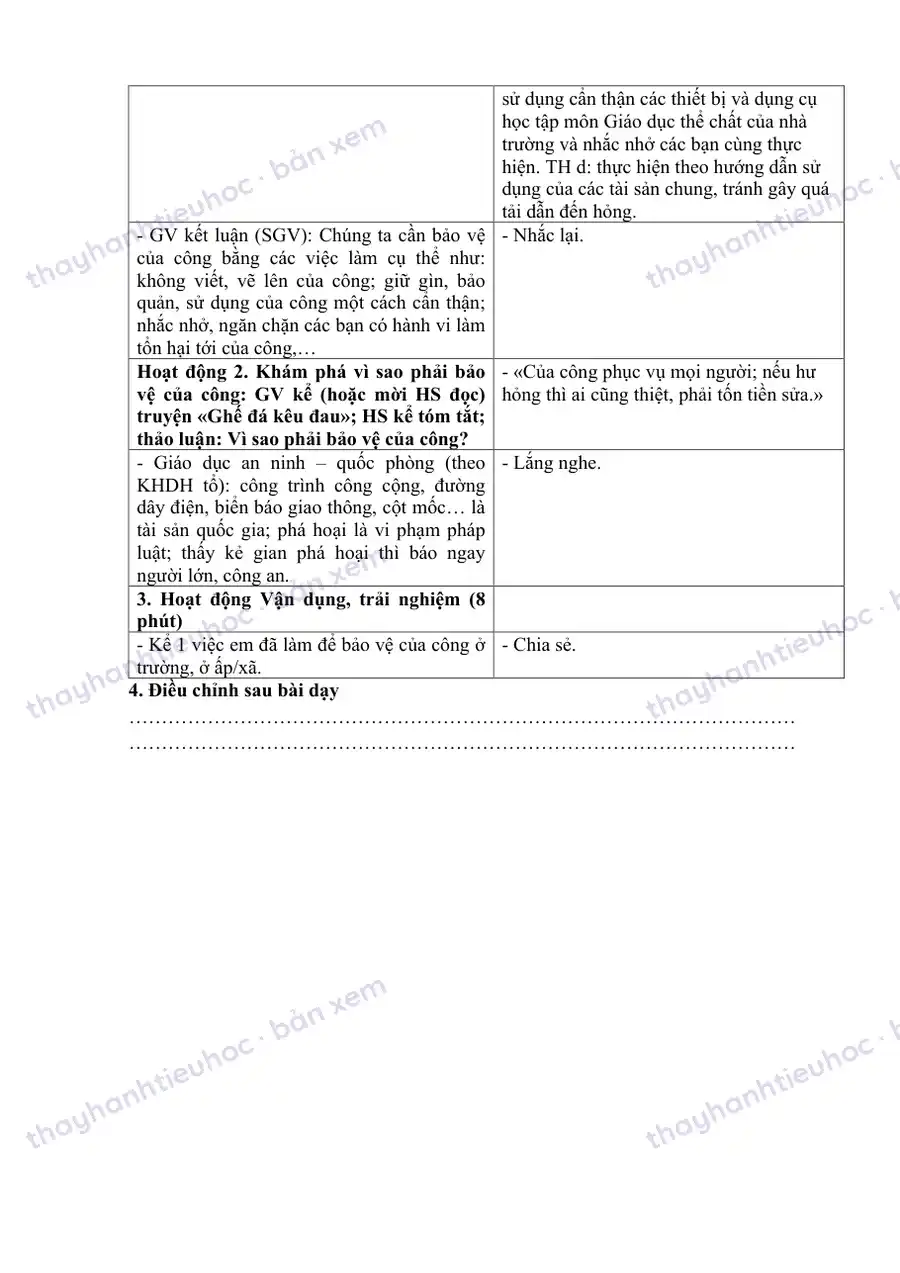 sử dụng cẩn thận các thiết bị và dụng cụ
học tập môn Giáo dục thể chất của nhà
trường và nhắc nhở các bạn cùng thực
hiện. TH d: thực hiện theo hướng dẫn sử
dụng của các tài sản chung, tránh gây quá
tải dẫn đến hỏng.
- GV kết luận (SGV): Chúng ta cần bảo vệ
của công bằng các việc làm cụ thể như:
không viết, vẽ lên của công; giữ gìn, bảo
quản, sử dụng của công một cách cẩn thận;
nhắc nhở, ngăn chặn các bạn có hành vi làm
tổn hại tới của công,…
- Nhắc lại.
Hoạt động 2. Khám phá vì sao phải bảo
vệ của công: GV kể (hoặc mời HS đọc)
truyện «Ghế đá kêu đau»; HS kể tóm tắt;
thảo luận: Vì sao phải bảo vệ của công?
- «Của công phục vụ mọi người; nếu hư
hỏng thì ai cũng thiệt, phải tốn tiền sửa.»
- Giáo dục an ninh – quốc phòng (theo
KHDH tổ): công trình công cộng, đường
dây điện, biển báo giao thông, cột mốc… là
tài sản quốc gia; phá hoại là vi phạm pháp
luật; thấy kẻ gian phá hoại thì báo ngay
người lớn, công an.
- Lắng nghe.
3. Hoạt động Vận dụng, trải nghiệm (8
phút)
- Kể 1 việc em đã làm để bảo vệ của công ở
trường, ở ấp/xã.
- Chia sẻ.
4. Điều chỉnh sau bài dạy
…………………………………………………………………………………………
…………………………………………………………………………………………
thayhanhtieuhoc · bản xem
thayhanhtieuhoc · b
thayhanhtieuhoc · bản xem
thayhanhtieuhoc · b
thayhanhtieuhoc · bản xem
thayhanhtieuhoc · b